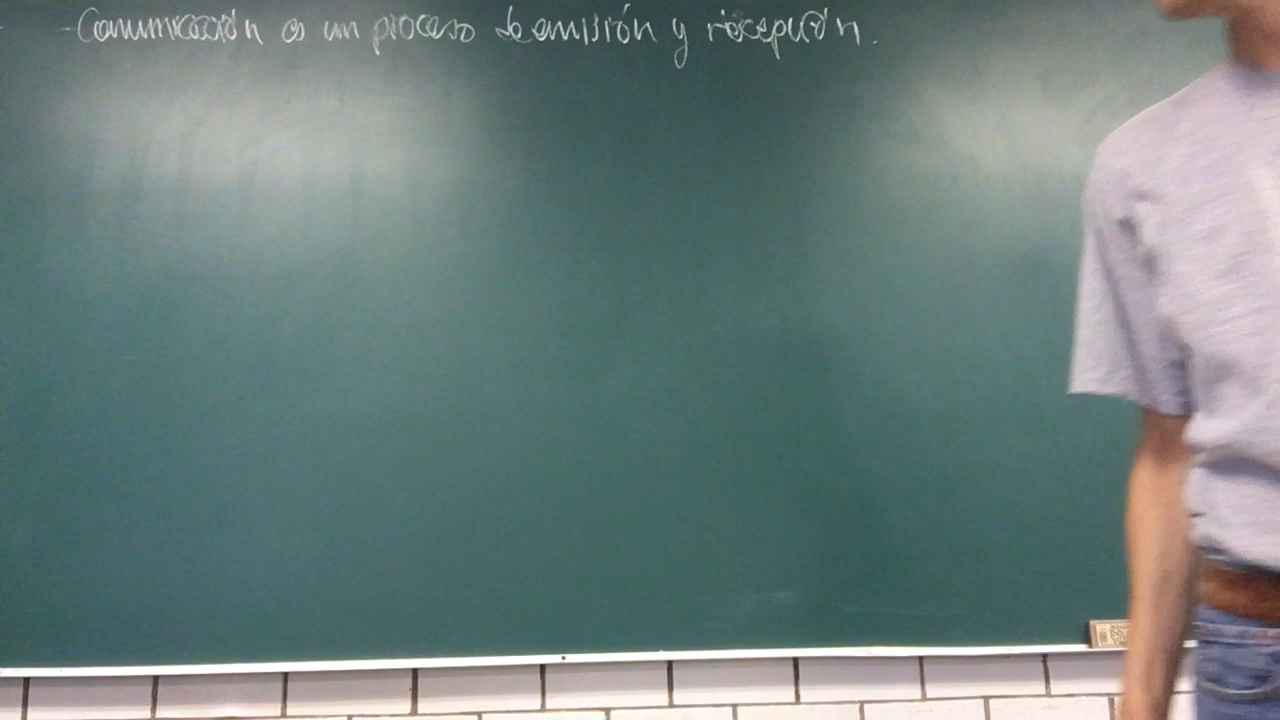 - Comunicación es un proceso de emisión y recepción.